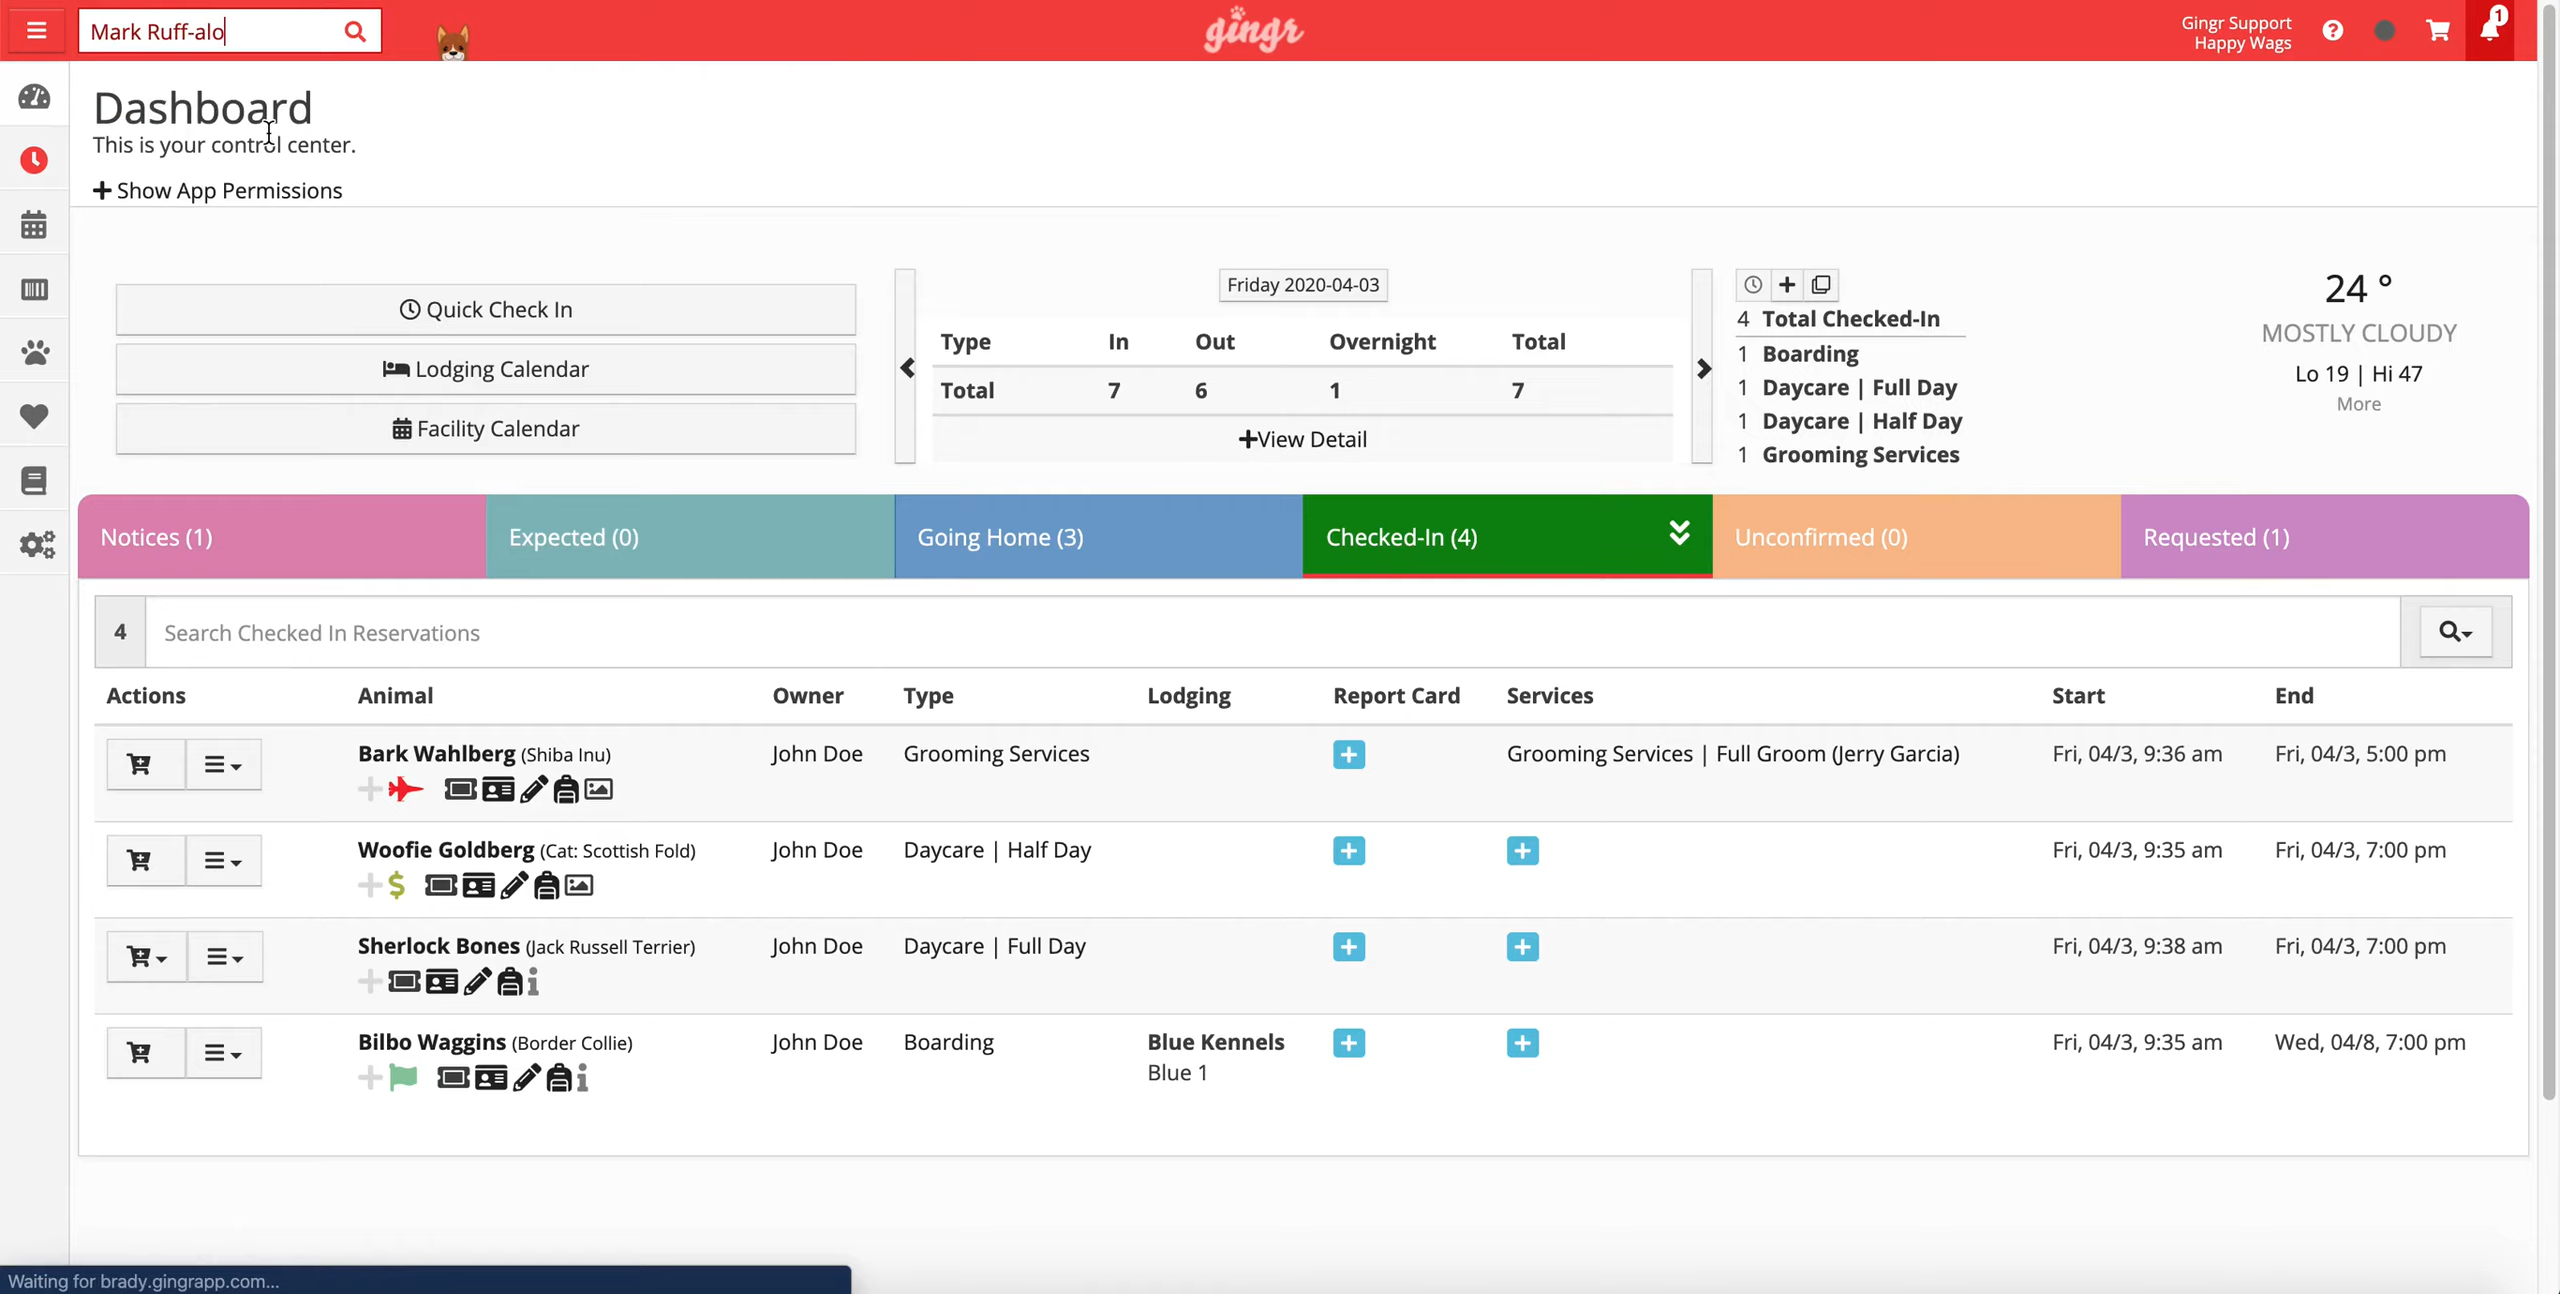 Mark Ruff-alo
gingr
Gingr Support
Happy Wags
1
Dashboard
This is your control center.
Show App Permissions
Quick Check In
Lodging Calendar
Facility Calendar
Friday 2020-04-03
Type In Out Overnight Total
Total 7 6 1 7
View Detail
4 Total Checked-In
1 Boarding
1 Daycare | Full Day
1 Daycare | Half Day
1 Grooming Services
24 °
MOSTLY CLOUDY
Lo 19 | Hi 47
More
Notices (1) Expected (0) Going Home (3) Checked-In (4) Unconfirmed (0) Requested (1)
4 Search Checked In Reservations
Actions Animal Owner Type Lodging Report Card Services Start End
Bark Wahlberg (Shiba Inu) John Doe Grooming Services Grooming Services | Full Groom (Jerry Garcia) Fri, 04/3, 9:36 am Fri, 04/3, 5:00 pm
Woofie Goldberg (Cat: Scottish Fold) John Doe Daycare | Half Day Fri, 04/3, 9:35 am Fri, 04/3, 7:00 pm
Sherlock Bones (Jack Russell Terrier) John Doe Daycare | Full Day Fri, 04/3, 9:38 am Fri, 04/3, 7:00 pm
Bilbo Waggins (Border Collie) John Doe Boarding Blue Kennels Fri, 04/3, 9:35 am Wed, 04/8, 7:00 pm
Blue 1
Waiting for brady.gingrapp.com...